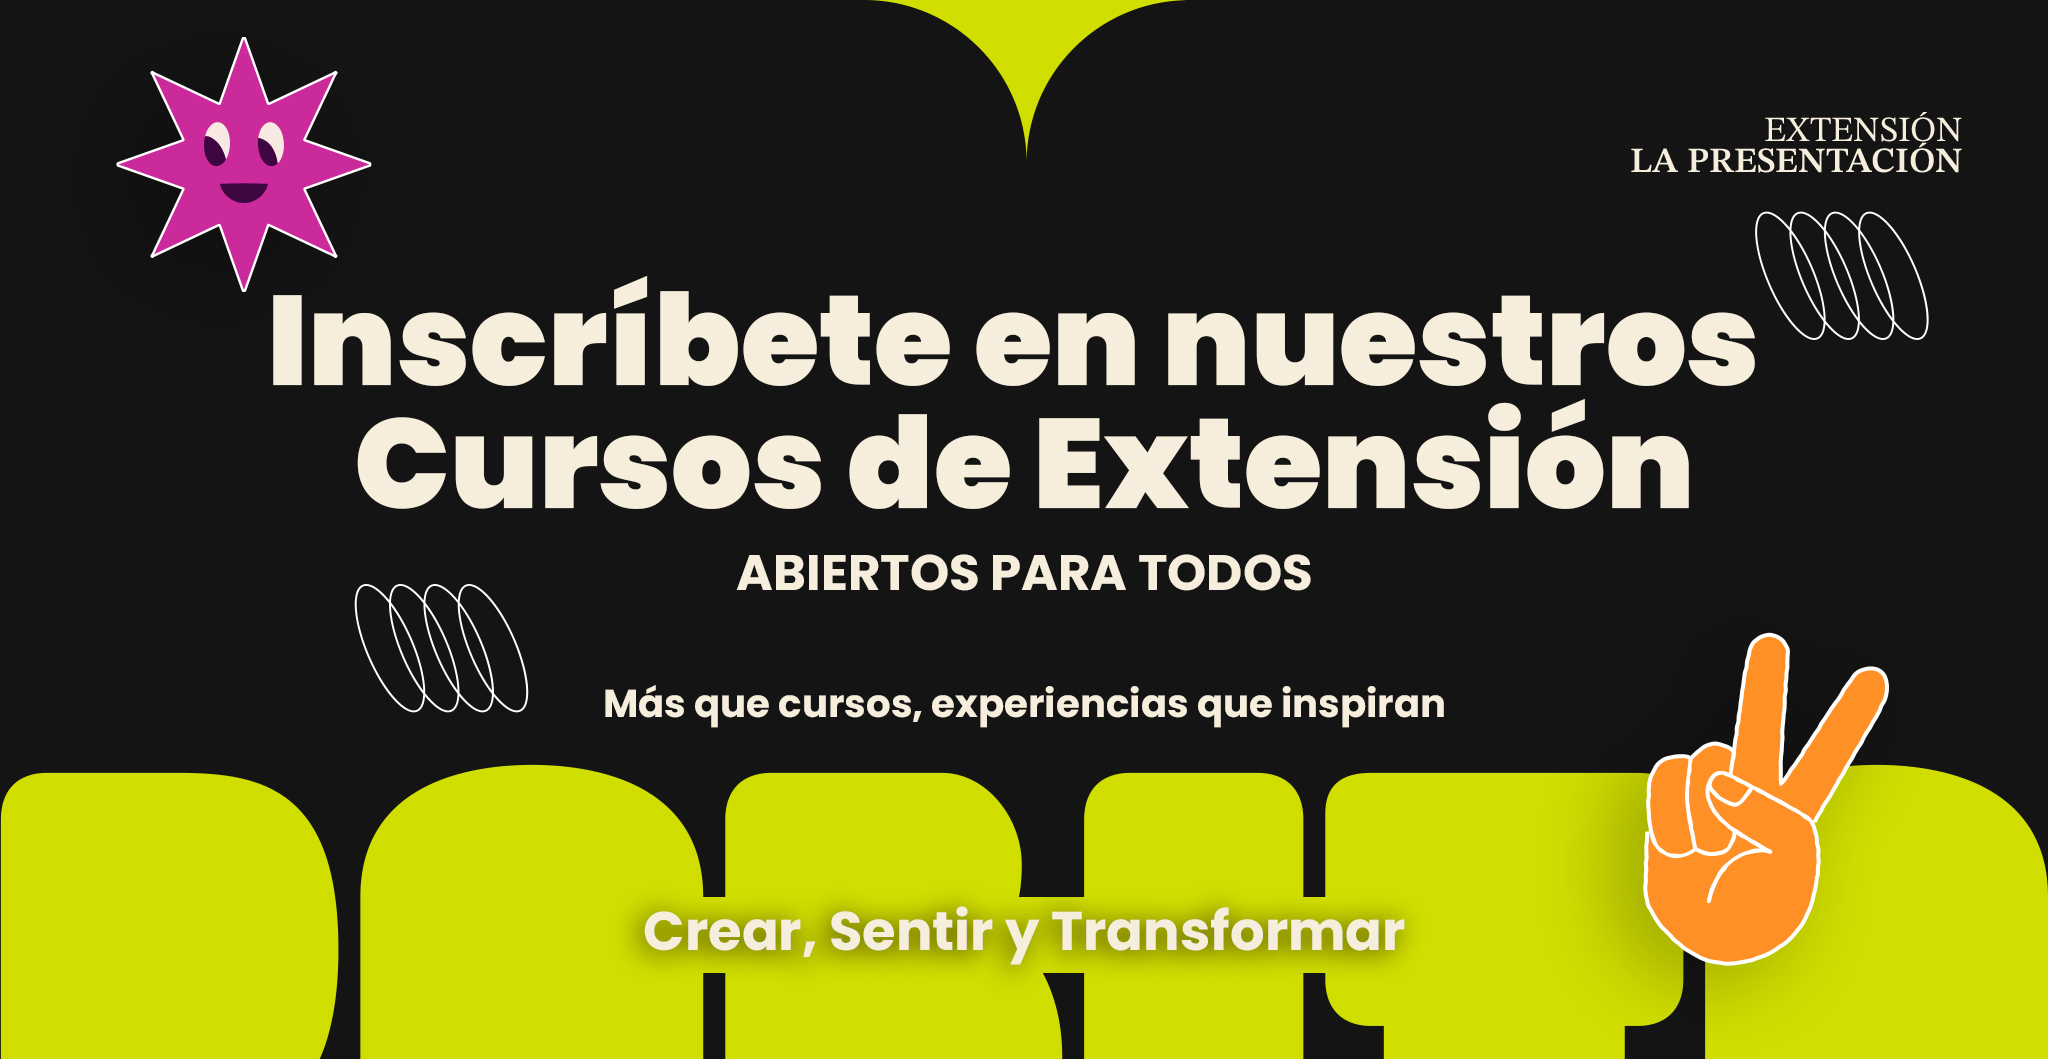 EXTENSIÓN
LA PRESENTACIÓN
Inscríbete en nuestros
Cursos de Extensión
ABIERTOS PARA TODOS
Más que cursos, experiencias que inspiran
Crear, Sentir y Transformar